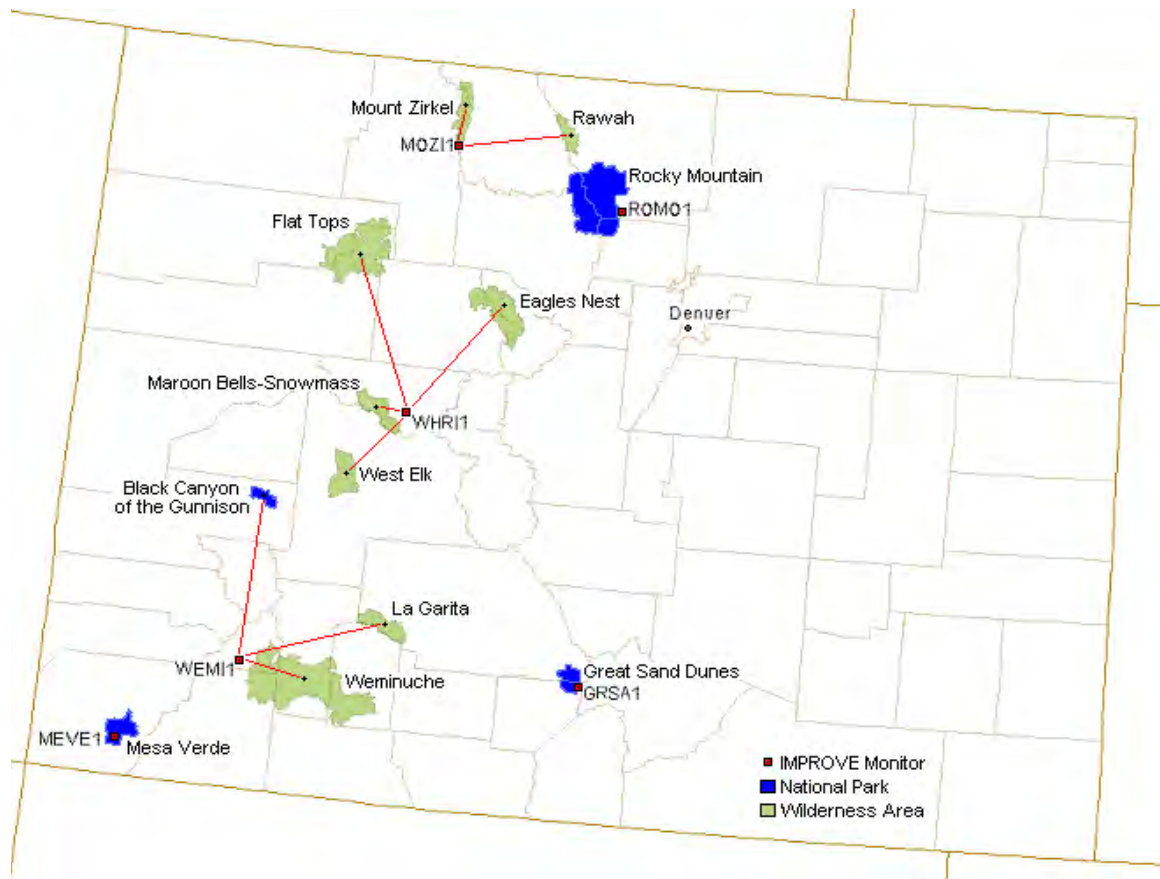 Mount Zirkel
Rawah
MOZI1
Rocky Mountain
ROMO1
Flat Tops
Eagles Nest
Denver
Maroon Bells-Snowmass
WHRI1
West Elk
Black Canyon
of the Gunnison
La Garita
WEMI1
Weminuche
Great Sand Dunes
GRSA1
MEVE1
Mesa Verde
IMPROVE Monitor
National Park
Wilderness Area